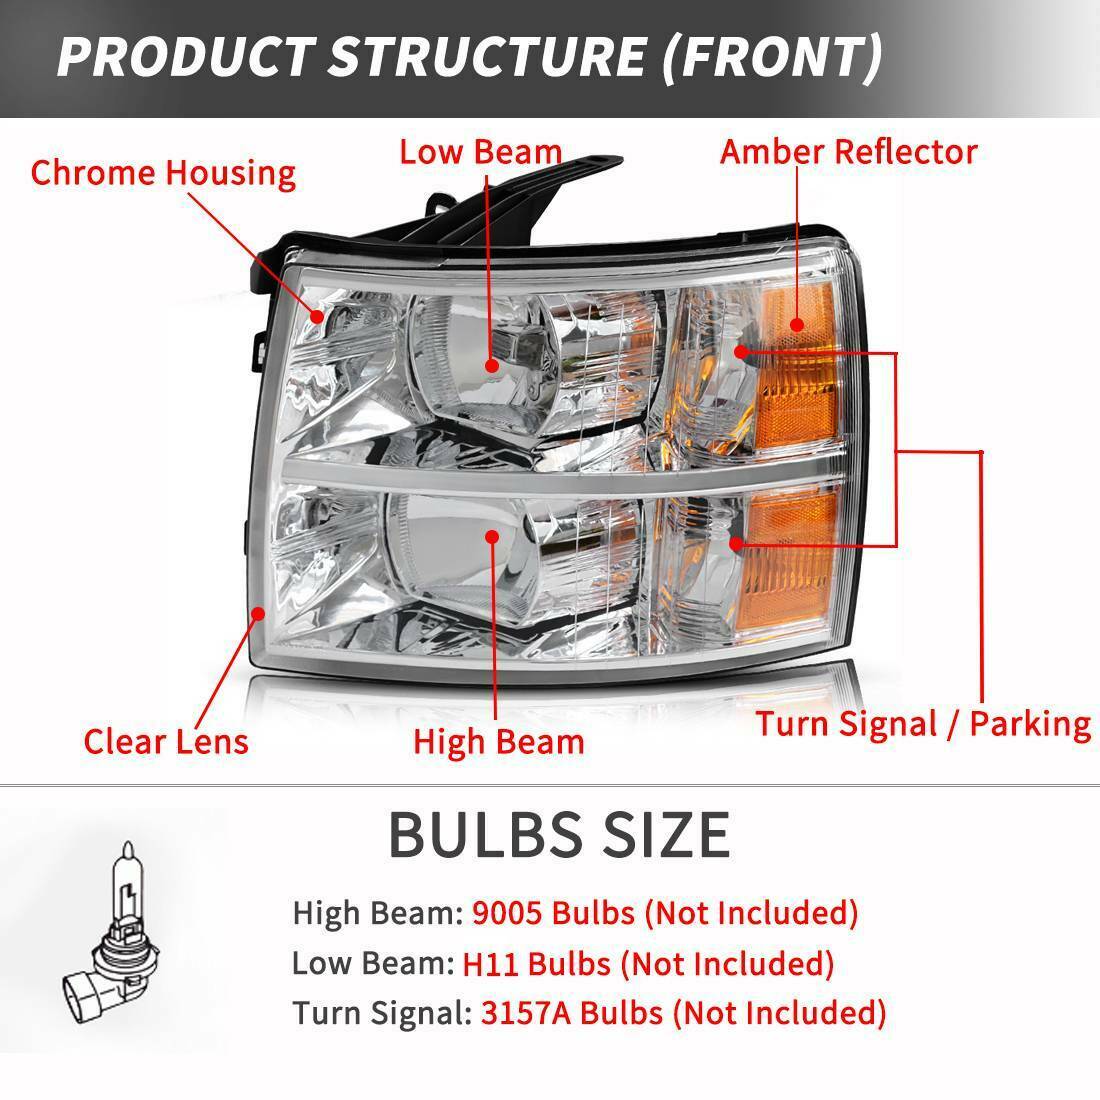 PRODUCT STRUCTURE (FRONT)
Chrome Housing
Low Beam
Amber Reflector
Clear Lens
High Beam
Turn Signal / Parking
BULBS SIZE
High Beam: 9005 Bulbs (Not Included)
Low Beam: H11 Bulbs (Not Included)
Turn Signal: 3157A Bulbs (Not Included)